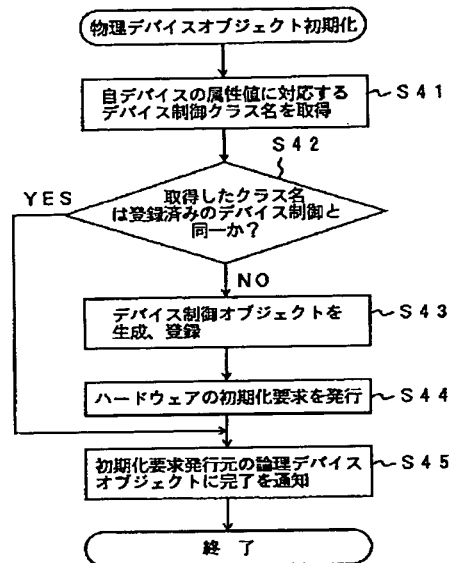 物理デバイスオブジェクト初期化
自デバイスの属性値に対応する
デバイス制御クラス名を取得
S41
S42
YES
取得したクラス名
は登録済みのデバイス制御と
同一か？
NO
デバイス制御オブジェクトを
生成、登録
S43
ハードウェアの初期化要求を発行
S44
初期化要求発行元の論理デバイス
オブジェクトに完了を通知
S45
終了